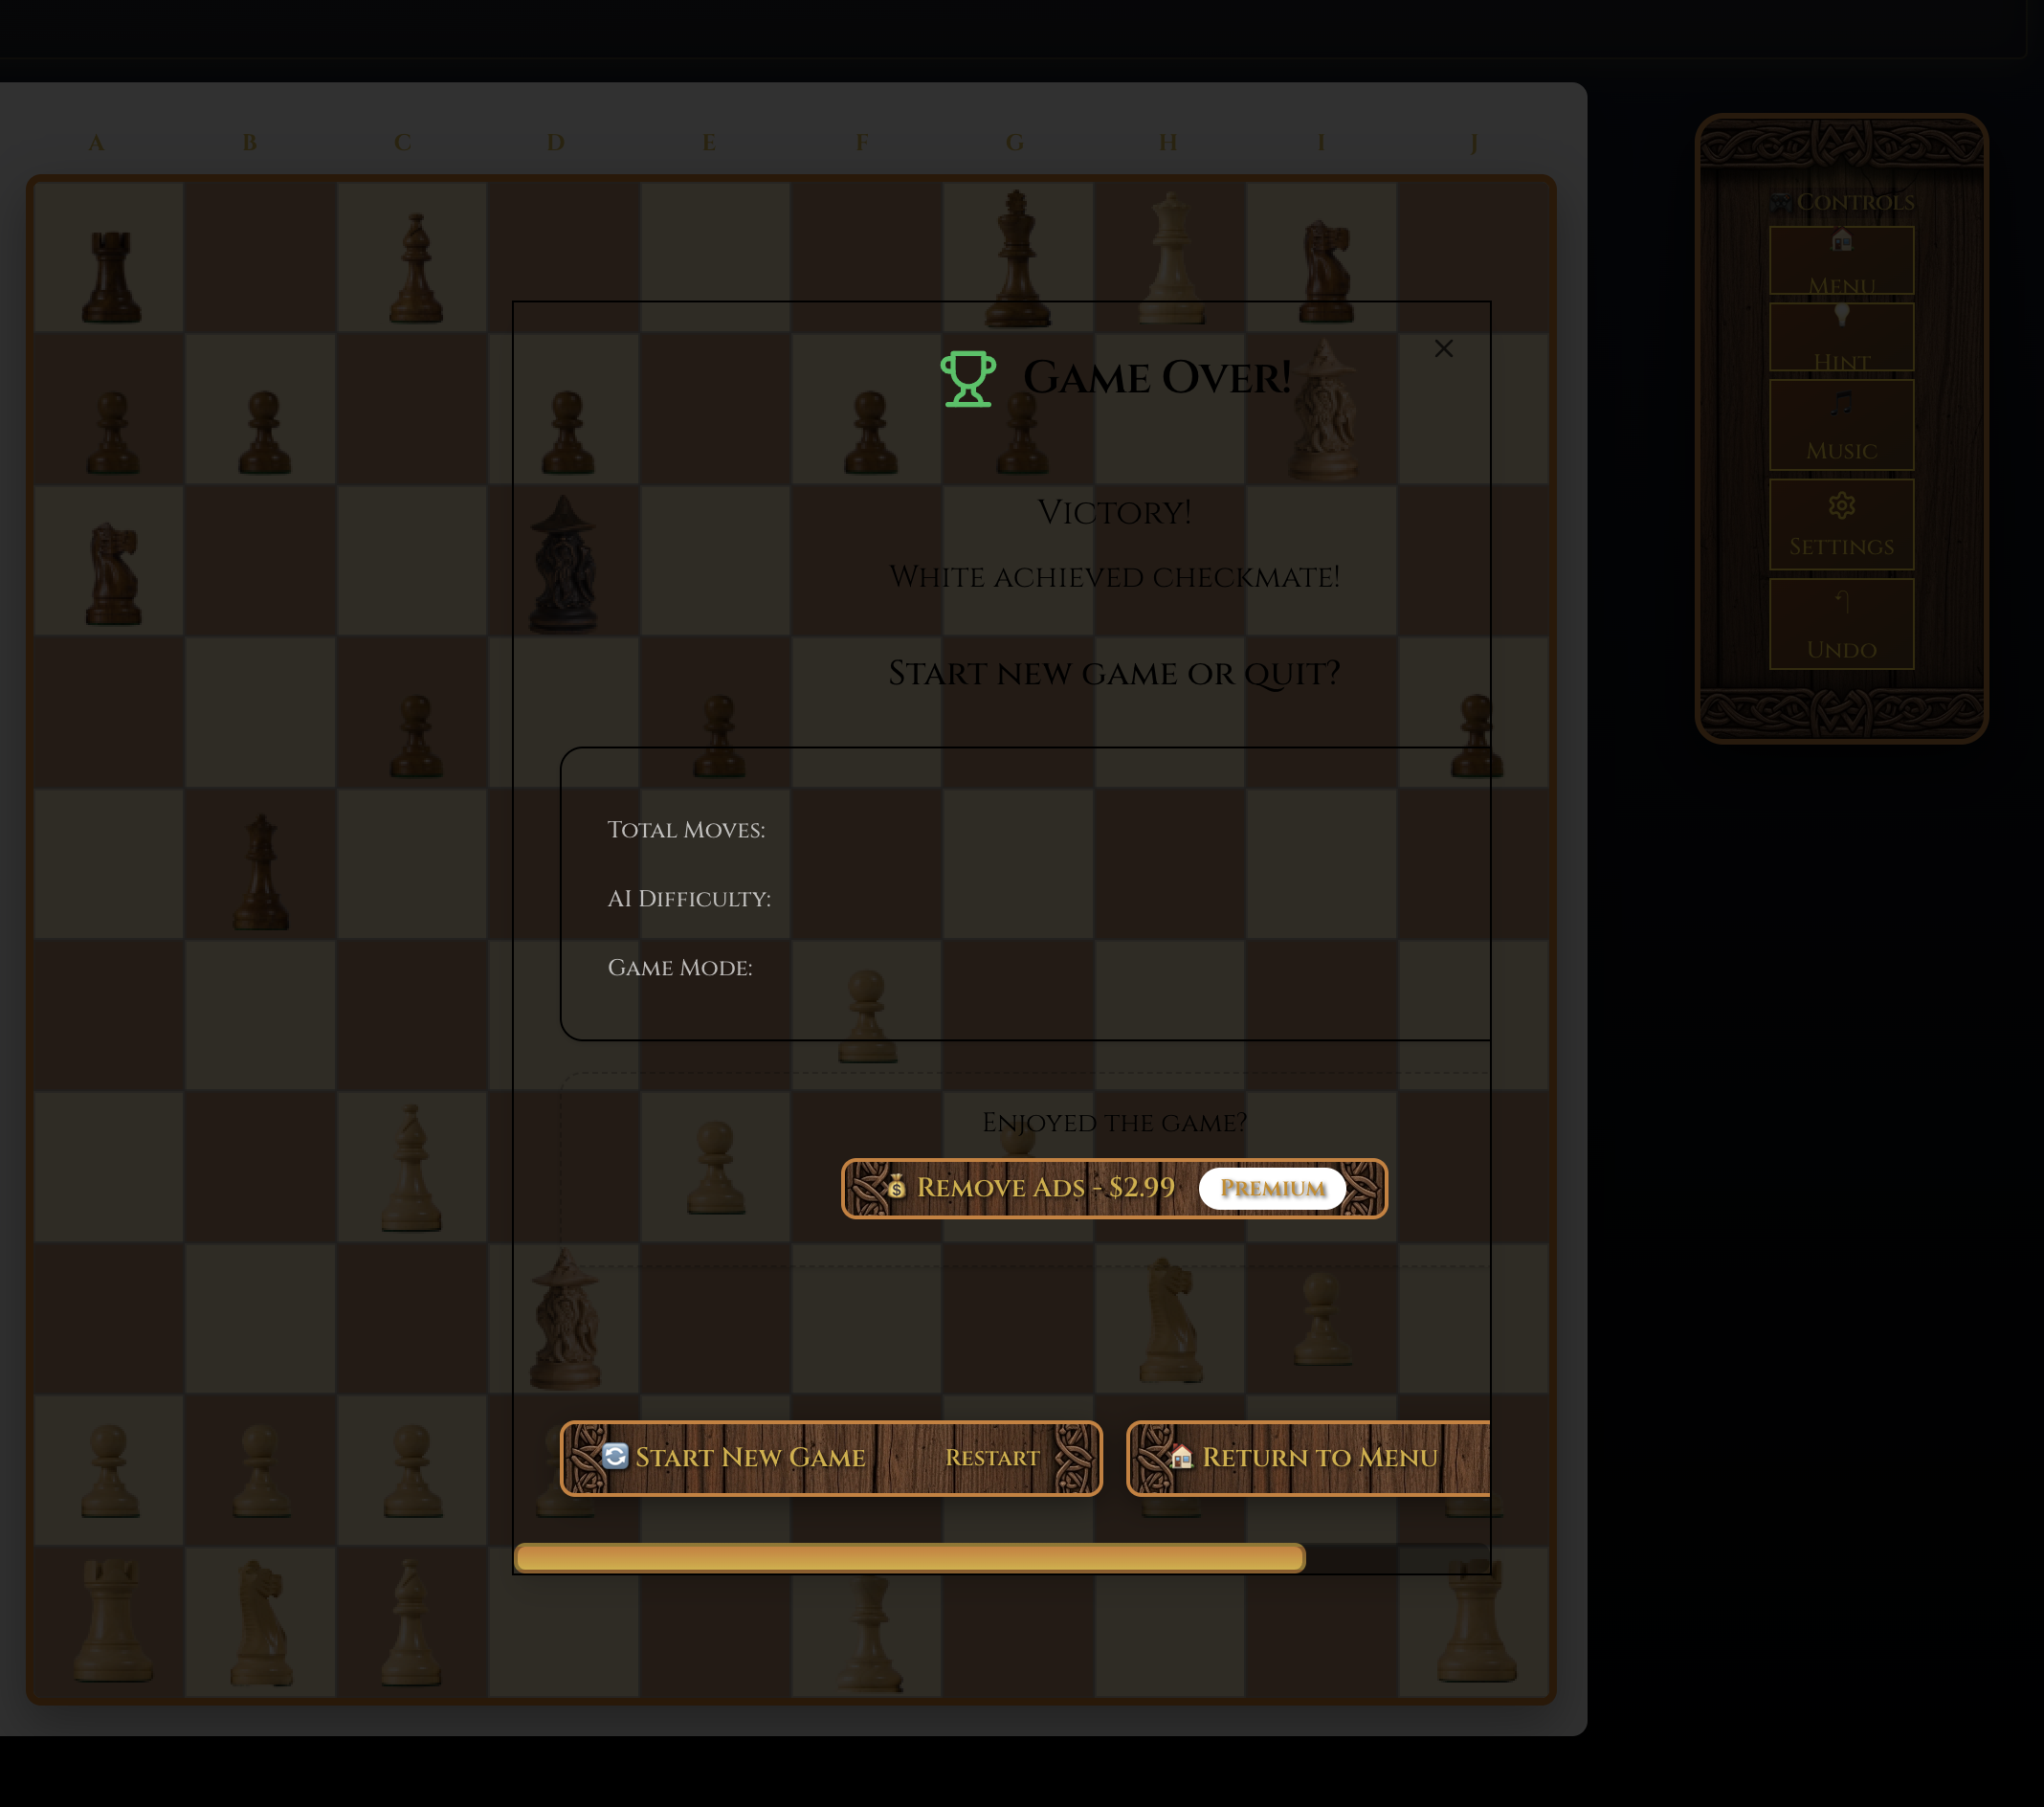 A B C D E F G H I J
Controls
Menu
Hint
Music
Settings
Undo
Game Over!
Victory!
White achieved checkmate!
Start new game or quit?
Total Moves:
AI Difficulty:
Game Mode:
Enjoyed the game?
💰 Remove Ads - $2.99 Premium
Start New Game Restart
Return to Menu